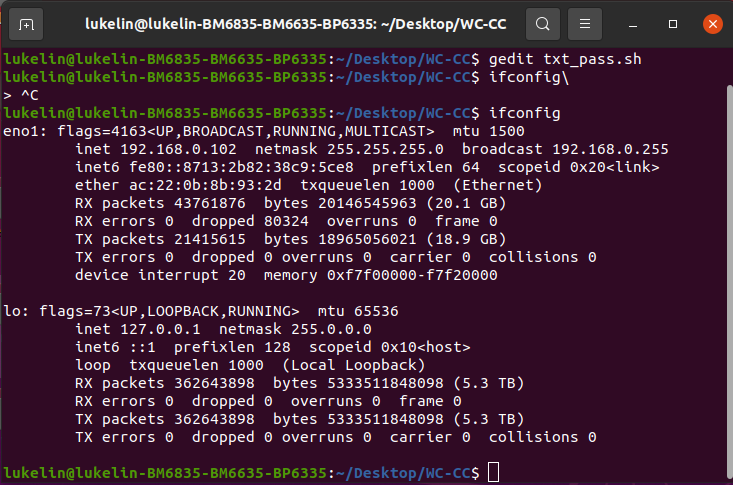 lukelin@lukelin-BM6835-BM6635-BP6335: ~/Desktop/WC-CC
lukelin@lukelin-BM6835-BM6635-BP6335:~/Desktop/WC-CC$ gedit txt_pass.sh
lukelin@lukelin-BM6835-BM6635-BP6335:~/Desktop/WC-CC$ ifconfig\
> ^C
lukelin@lukelin-BM6835-BM6635-BP6335:~/Desktop/WC-CC$ ifconfig
eno1: flags=4163<UP,BROADCAST,RUNNING,MULTICAST>  mtu 1500
        inet 192.168.0.102  netmask 255.255.255.0  broadcast 192.168.0.255
        inet6 fe80::8713:2b82:38c9:5ce8  prefixlen 64  scopeid 0x20<link>
        ether ac:22:0b:8b:93:2d  txqueuelen 1000  (Ethernet)
        RX packets 43761876  bytes 20146545963 (20.1 GB)
        RX errors 0  dropped 80324  overruns 0  frame 0
        TX packets 21415615  bytes 18965056021 (18.9 GB)
        TX errors 0  dropped 0 overruns 0  carrier 0  collisions 0
        device interrupt 20  memory 0xf7f00000-f7f20000
lo: flags=73<UP,LOOPBACK,RUNNING>  mtu 65536
        inet 127.0.0.1  netmask 255.0.0.0
        inet6 ::1  prefixlen 128  scopeid 0x10<host>
        loop  txqueuelen 1000  (Local Loopback)
        RX packets 362643898  bytes 5333511848098 (5.3 TB)
        RX errors 0  dropped 0  overruns 0  frame 0
        TX packets 362643898  bytes 5333511848098 (5.3 TB)
        TX errors 0  dropped 0 overruns 0  carrier 0  collisions 0
lukelin@lukelin-BM6835-BM6635-BP6335:~/Desktop/WC-CC$